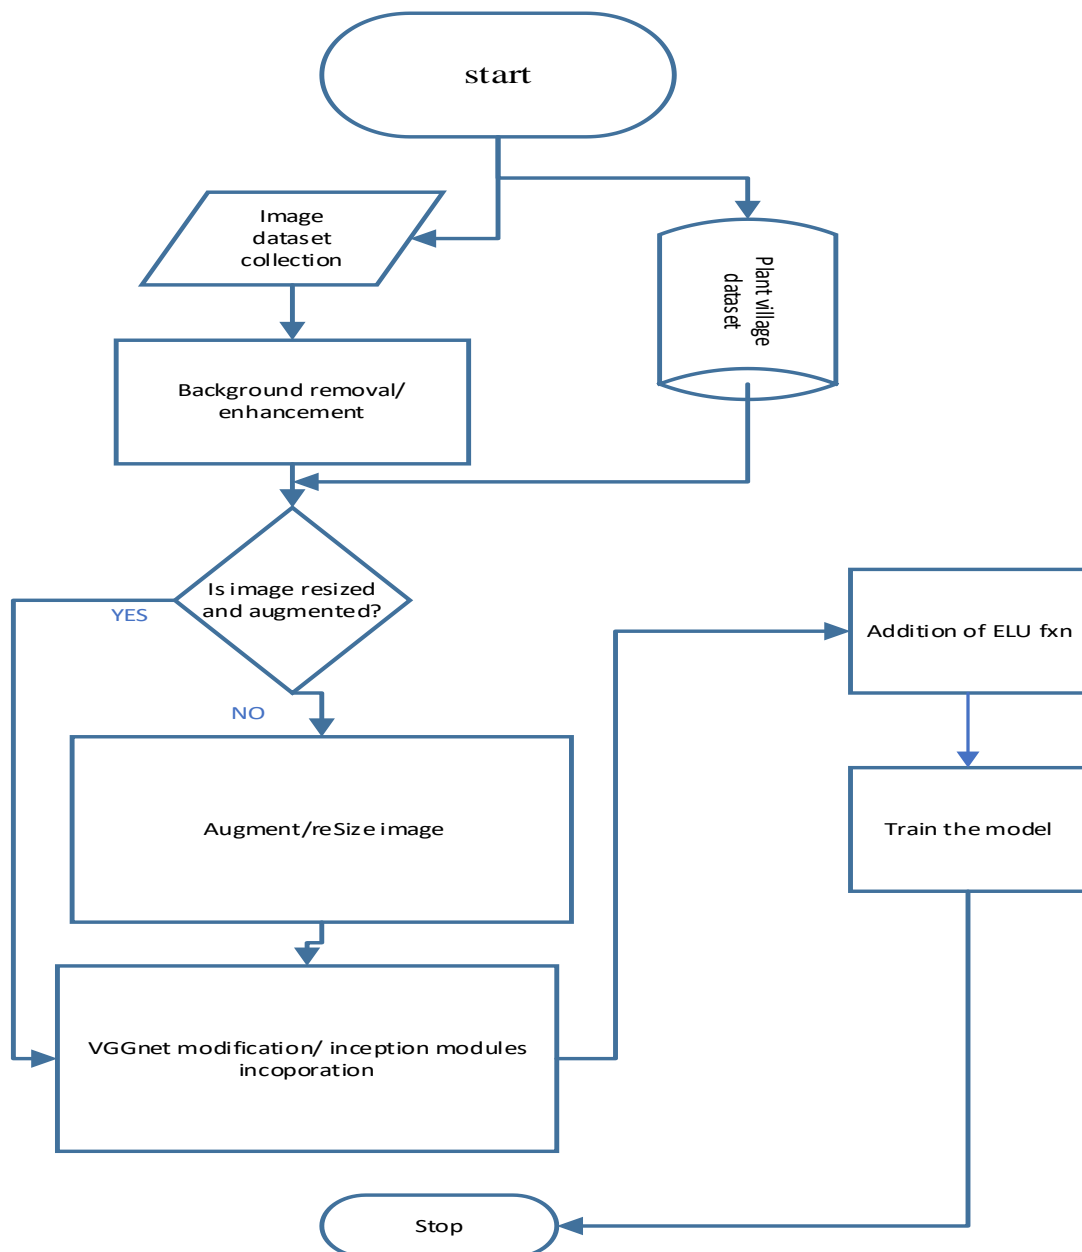 start
Image
dataset
collection
Plant village
dataset
Background removal/
enhancement
Is image resized
and augmented?
YES
NO
Addition of ELU fxn
Augment/reSize image
Train the model
VGGnet modification/ inception modules
incoporation
Stop